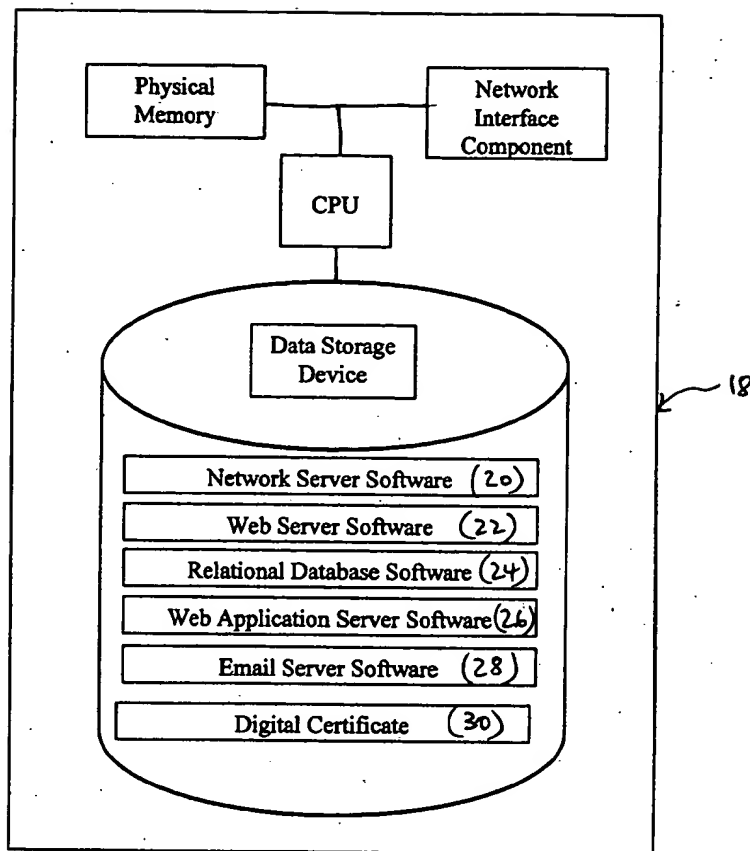 Physical
Memory
Network
Interface
Component
CPU
Data Storage
Device
18
Network Server Software (20)
Web Server Software (22)
Relational Database Software (24)
Web Application Server Software (26)
Email Server Software (28)
Digital Certificate (30)